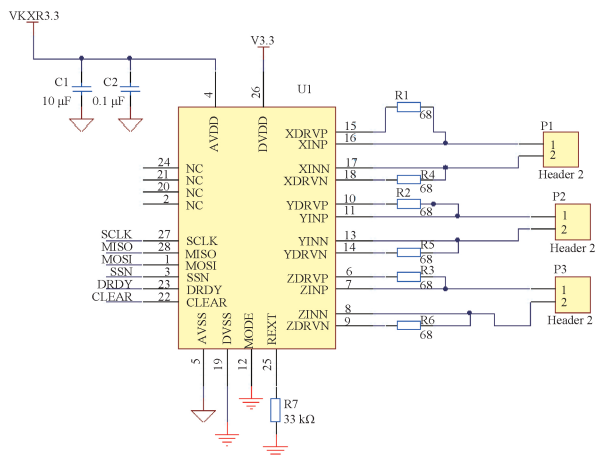 VKXR3.3
V3.3
C1
10 μF
C2
0.1 μF
4
26
U1
AVDD
DVDD
R1
68
15
XDRVP
16
XINP
P1
1
2
Header 2
24
NC
21
NC
20
NC
2
NC
17
XINN
18
XDRVN
R4
68
R2
68
10
YDRVP
11
YINP
P2
1
2
Header 2
SCLK
27
SCLK
MISO
28
MISO
MOSI
1
MOSI
SSN
3
SSN
DRDY
23
DRDY
CLEAR
22
CLEAR
13
YINN
14
YDRVN
R5
68
R3
68
6
ZDRVP
7
ZINP
P3
1
2
Header 2
8
ZINN
9
ZDRVN
R6
68
AVSS
DVSS
MODE
REXT
5
19
12
25
R7
33 kΩ